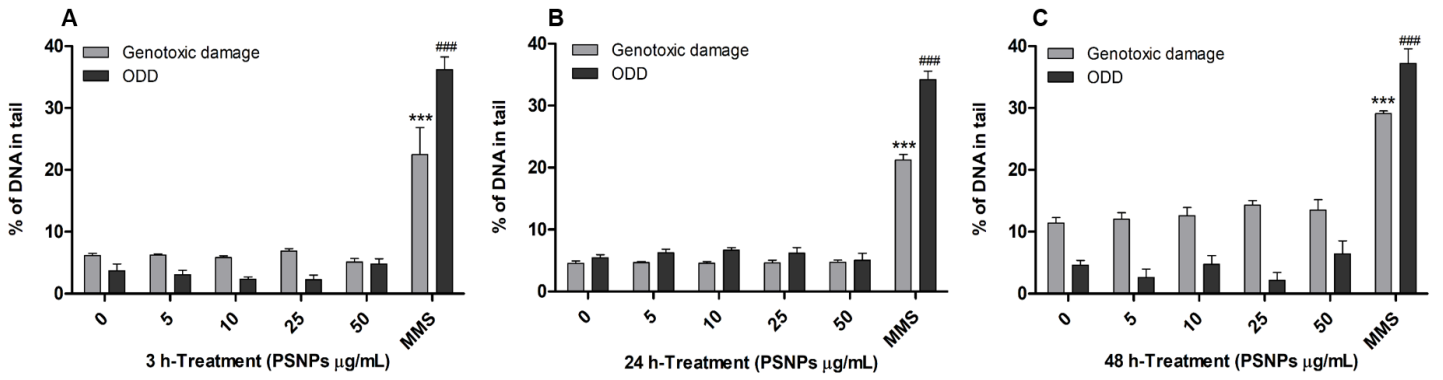 A
40
30
20
10
0
% of DNA in tail
Genotoxic damage
ODD
***
###
0
5
10
25
50
MMS
3 h-Treatment (PSNPs μg/mL)
B
40
30
20
10
0
% of DNA in tail
Genotoxic damage
ODD
***
###
0
5
10
25
50
MMS
24 h-Treatment (PSNPs μg/mL)
C
40
30
20
10
0
% of DNA in tail
Genotoxic damage
ODD
***
###
0
5
10
25
50
MMS
48 h-Treatment (PSNPs μg/mL)